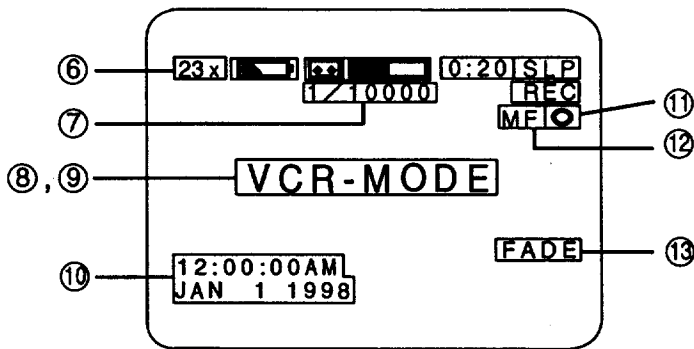 ⑥ 23x 0:20 SLP
REC ⑪
⑦ 1/10000
MF ⑫
⑧,⑨ VCR-MODE
FADE ⑬
⑩ 12:00:00AM
JAN 1 1998